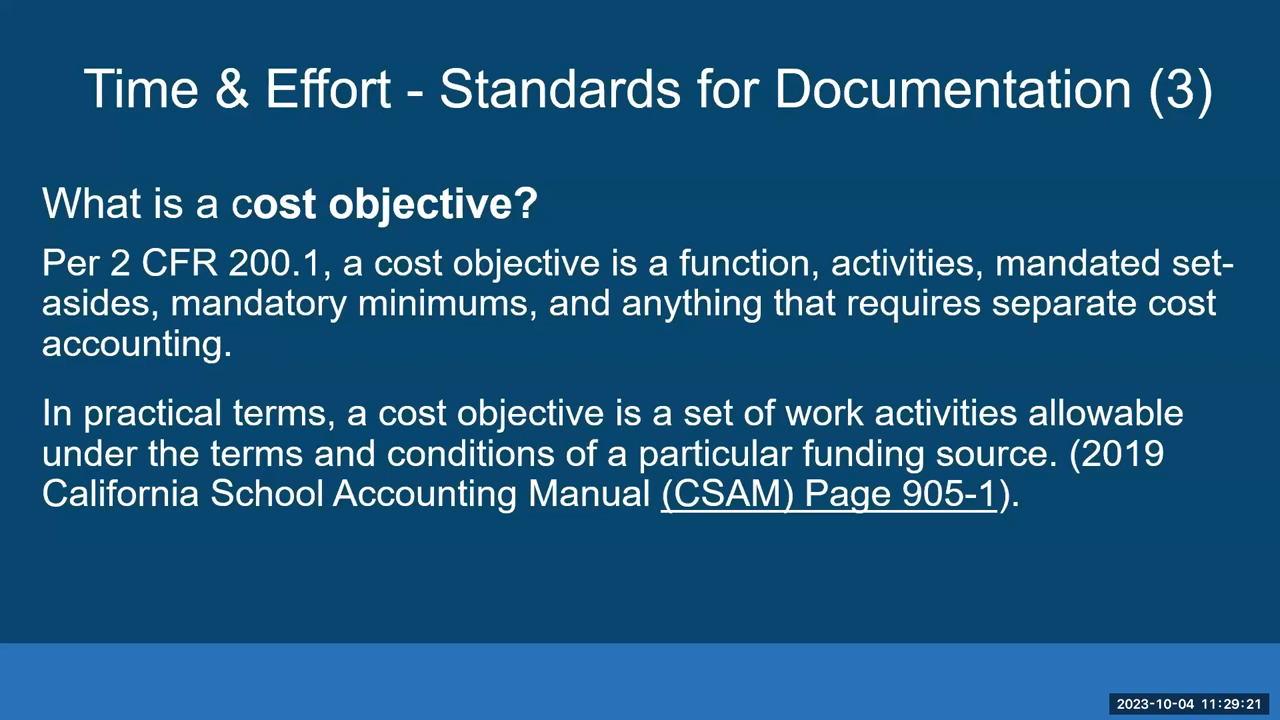 Time & Effort - Standards for Documentation (3)
What is a cost objective?
Per 2 CFR 200.1, a cost objective is a function, activities, mandated set-
asides, mandatory minimums, and anything that requires separate cost
accounting.
In practical terms, a cost objective is a set of work activities allowable
under the terms and conditions of a particular funding source. (2019
California School Accounting Manual (CSAM) Page 905-1).
2023-10-04 11:29:21